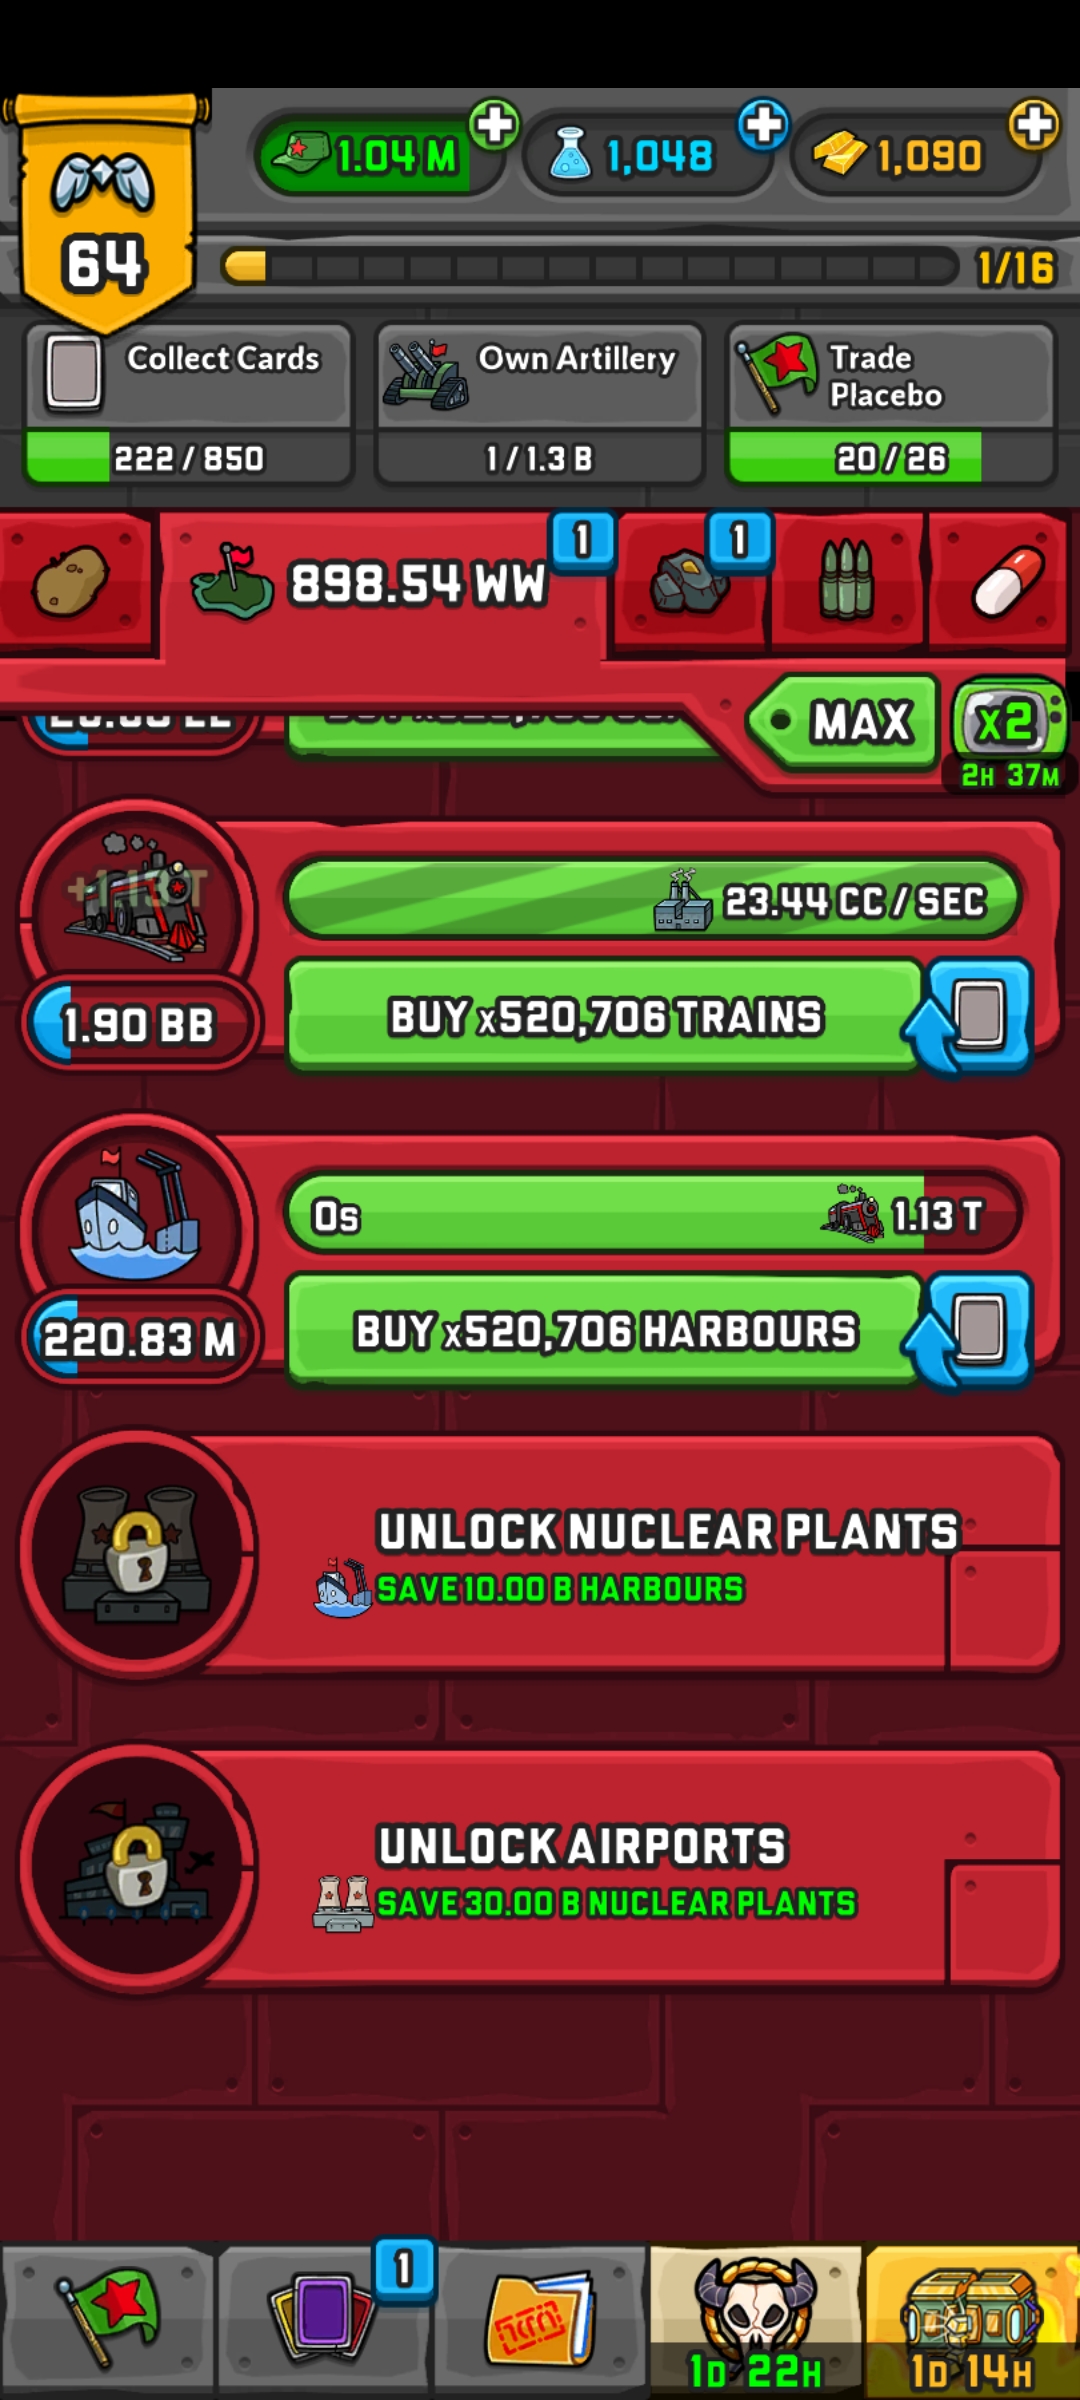 1.04 M
1,048
1,090
64
1/16
Collect Cards
222 / 850
Own Artillery
1 / 1.3 B
Trade
Placebo
20 / 26
898.54 WW
1
1
MAX
x2
2H 37M
+1.13T
23.44 CC / SEC
1.90 BB
BUY x520,706 TRAINS
0s
1.13 T
220.83 M
BUY x520,706 HARBOURS
UNLOCK NUCLEAR PLANTS
SAVE 10.00 B HARBOURS
UNLOCK AIRPORTS
SAVE 30.00 B NUCLEAR PLANTS
1
1D 22H
1D 14H